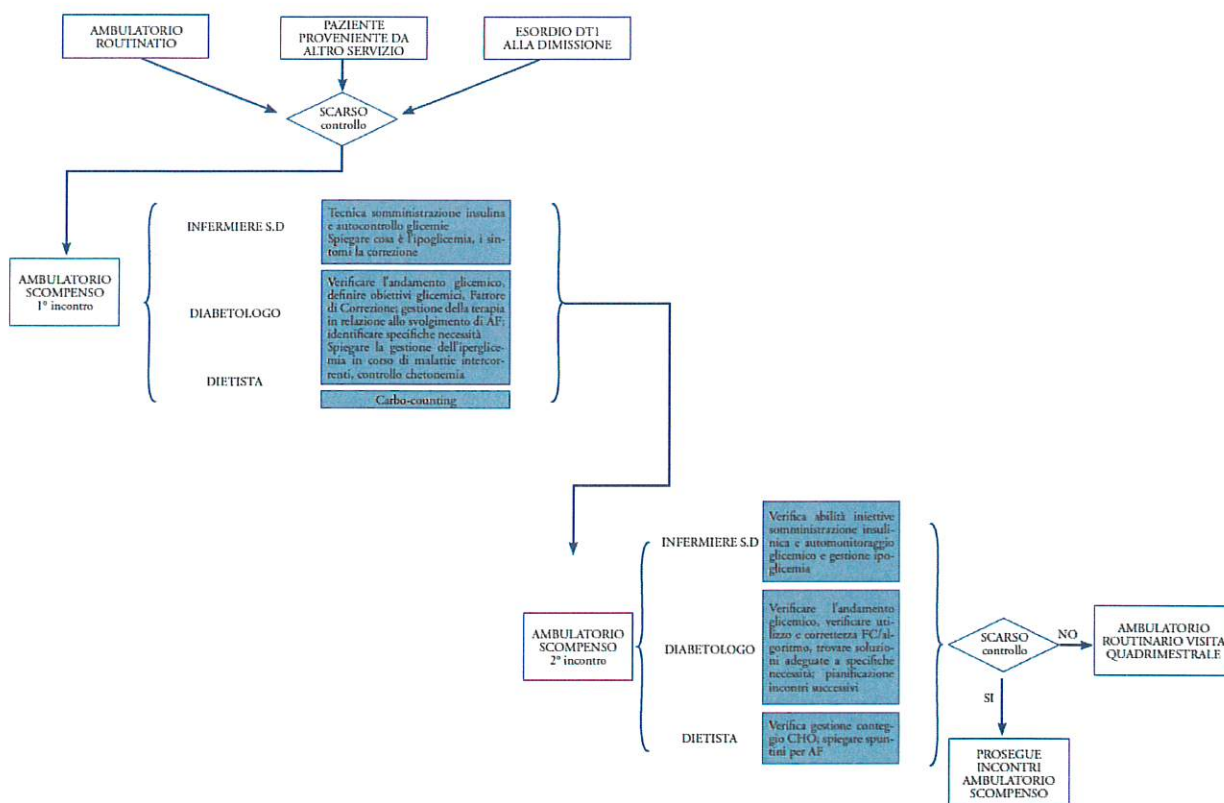 AMBULATORIO
ROUTINATIO
PAZIENTE
PROVENIENTE DA
ALTRO SERVIZIO
ESORDIO DT1
ALLA DIMISSIONE
SCARSO
controllo
AMBULATORIO
SCOMPENSO
1° incontro
INFERMIERE S.D
Tecnica somministrazione insulina
e autocontrollo glicemie
Spiegare cosa è l'ipoglicemia, i sin-
tomi la correzione
DIABETOLOGO
Verificare l'andamento glicemico,
definire obiettivi glicemici, Fattore
di Correzione; gestione della terapia
in relazione allo svolgimento di AF;
identificare specifiche necessità
Spiegare la gestione dell'iperglice-
mia in corso di malattie intercor-
renti, controllo chetonemia
DIETISTA
Carbo-counting
AMBULATORIO
SCOMPENSO
2° incontro
INFERMIERE S.D
Verifica abilità iniettive
somministrazione insuli-
nica e automonitoraggio
glicemico e gestione ipo-
glicemia
DIABETOLOGO
Verificare l'andamento
glicemico, verificare uti-
lizzo e correttezza FC/al-
goritmo, trovare soluzio-
ni adeguate a specifiche
necessità; pianificazione
incontri successivi
DIETISTA
Verifica gestione conteg-
gio CHO; spiegare spun-
tini per AF
SCARSO
controllo
NO
AMBULATORIO
ROUTINARIO VISITA
QUADRIMESTRALE
SI
PROSEGUE
INCONTRI
AMBULATORIO
SCOMPENSO